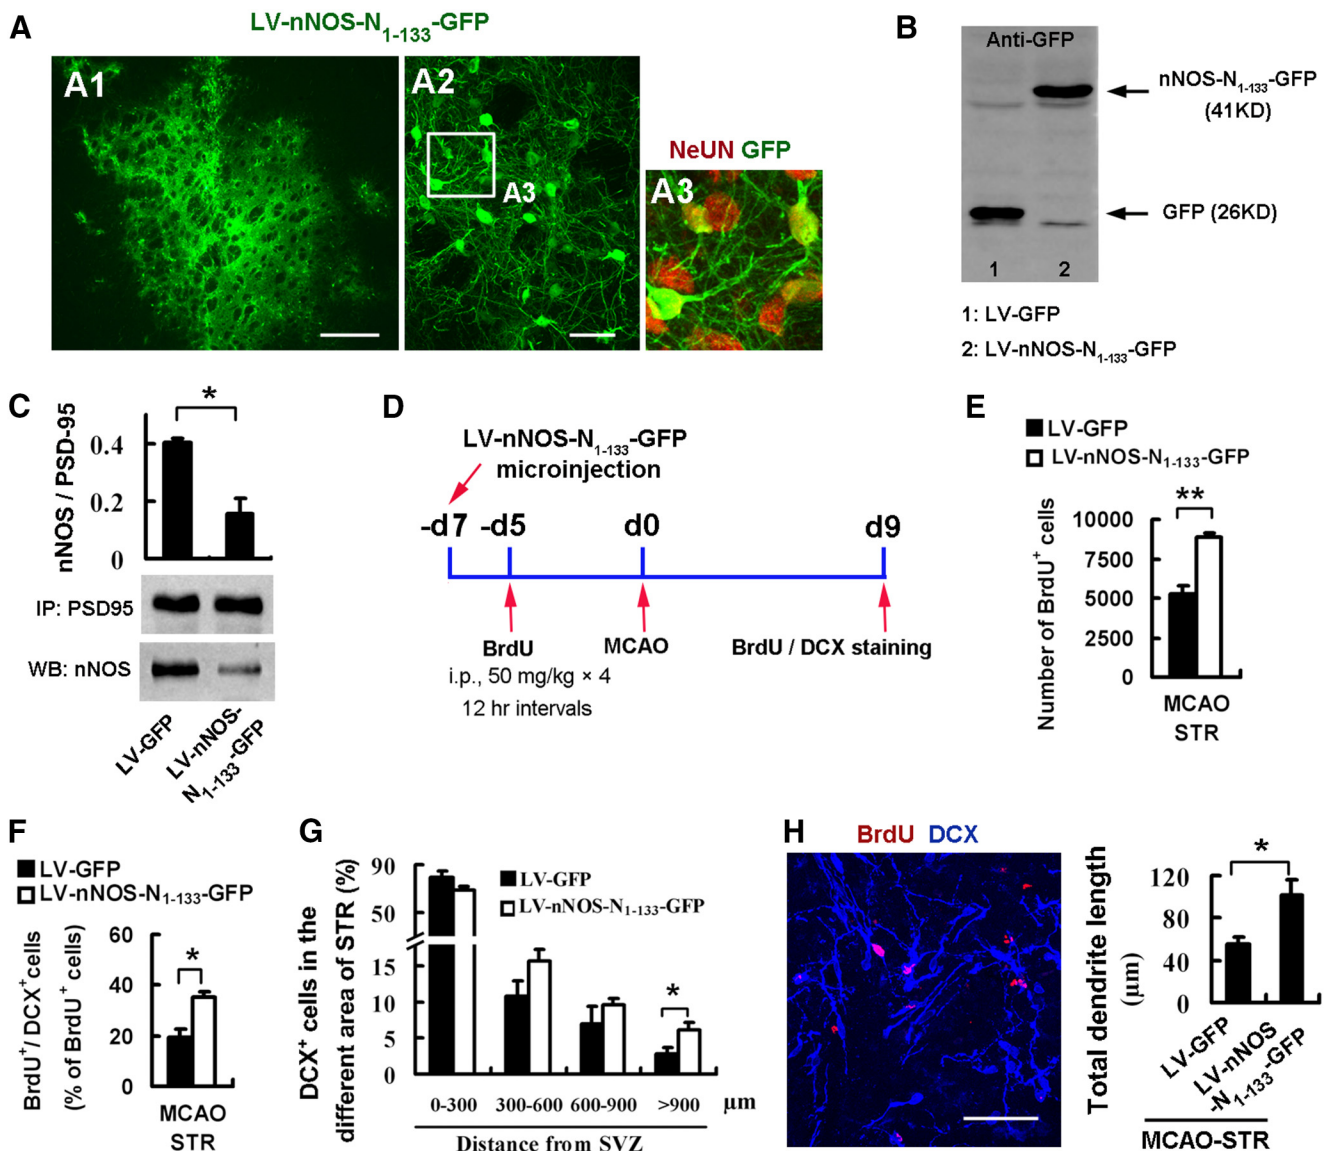 A
LV-nNOS-N1-133-GFP
A1
A2
A3
NeUN GFP
A3
B
Anti-GFP
nNOS-N1-133-GFP
(41KD)
GFP (26KD)
1 2
1: LV-GFP
2: LV-nNOS-N1-133-GFP
C
*
nNOS / PSD-95
0.4
0.2
0
IP: PSD95
WB: nNOS
LV-GFP
LV-nNOS-
N1-133-GFP
D
LV-nNOS-N1-133-GFP
microinjection
-d7 -d5 d0 d9
BrdU MCAO BrdU / DCX staining
i.p., 50 mg/kg × 4
12 hr intervals
E
LV-GFP
LV-nNOS-N1-133-GFP
**
Number of BrdU+ cells
10000
7500
5000
2500
0
MCAO
STR
F
LV-GFP
LV-nNOS-N1-133-GFP
BrdU+/ DCX+cells
(% of BrdU+ cells)
60
40
20
0
*
MCAO
STR
G
DCX+ cells in the
different area of STR (%)
90
50
15
10
5
0
LV-GFP
LV-nNOS-N1-133-GFP
*
0-300 300-600 600-900 >900 μm
Distance from SVZ
H
BrdU DCX
Total dendrite length
(μm)
120
80
40
0
*
LV-GFP
LV-nNOS
-N1-133-GFP
MCAO-STR